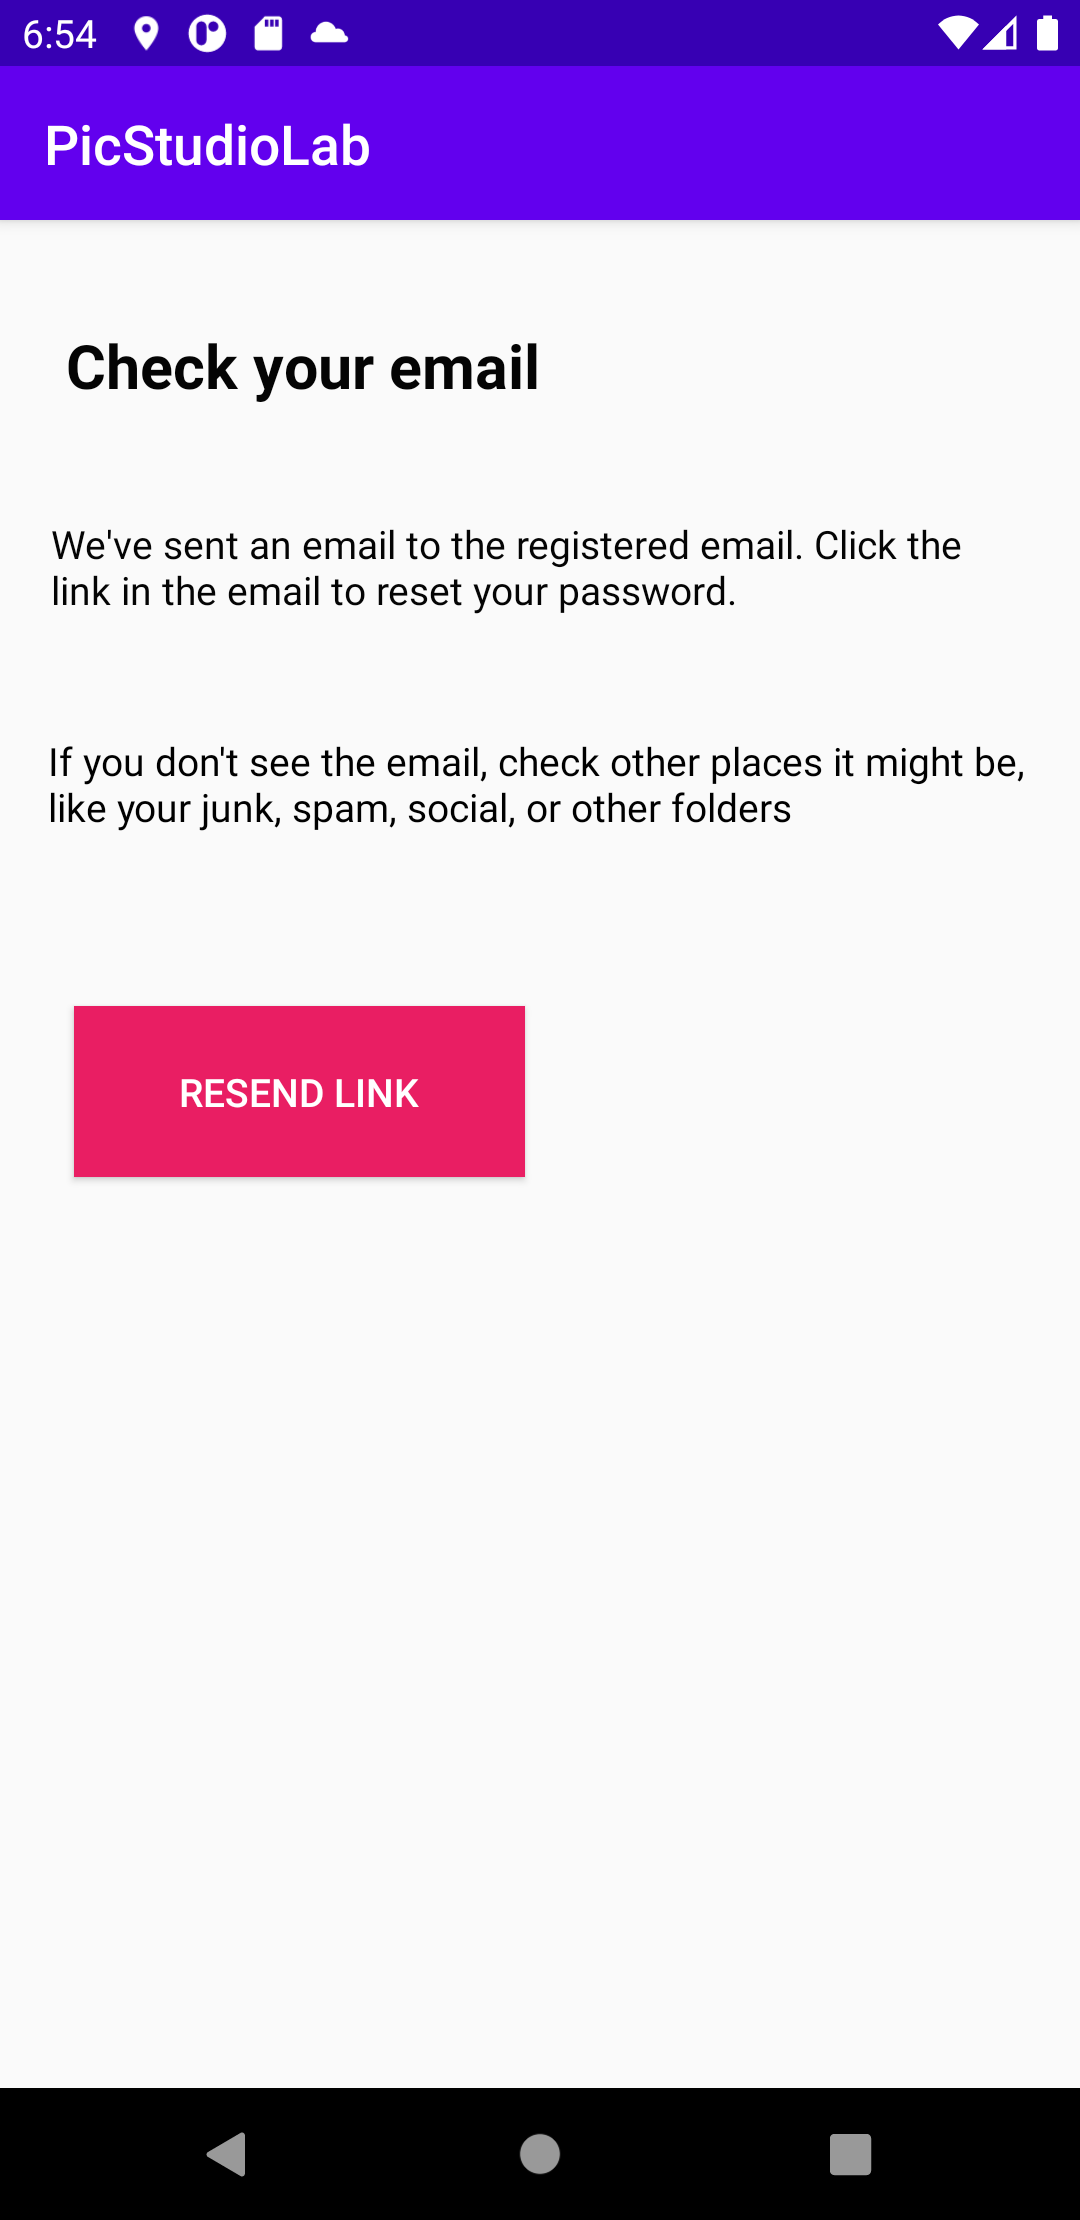 6:54
PicStudioLab
Check your email
We've sent an email to the registered email. Click the
link in the email to reset your password.
If you don't see the email, check other places it might be,
like your junk, spam, social, or other folders
RESEND LINK